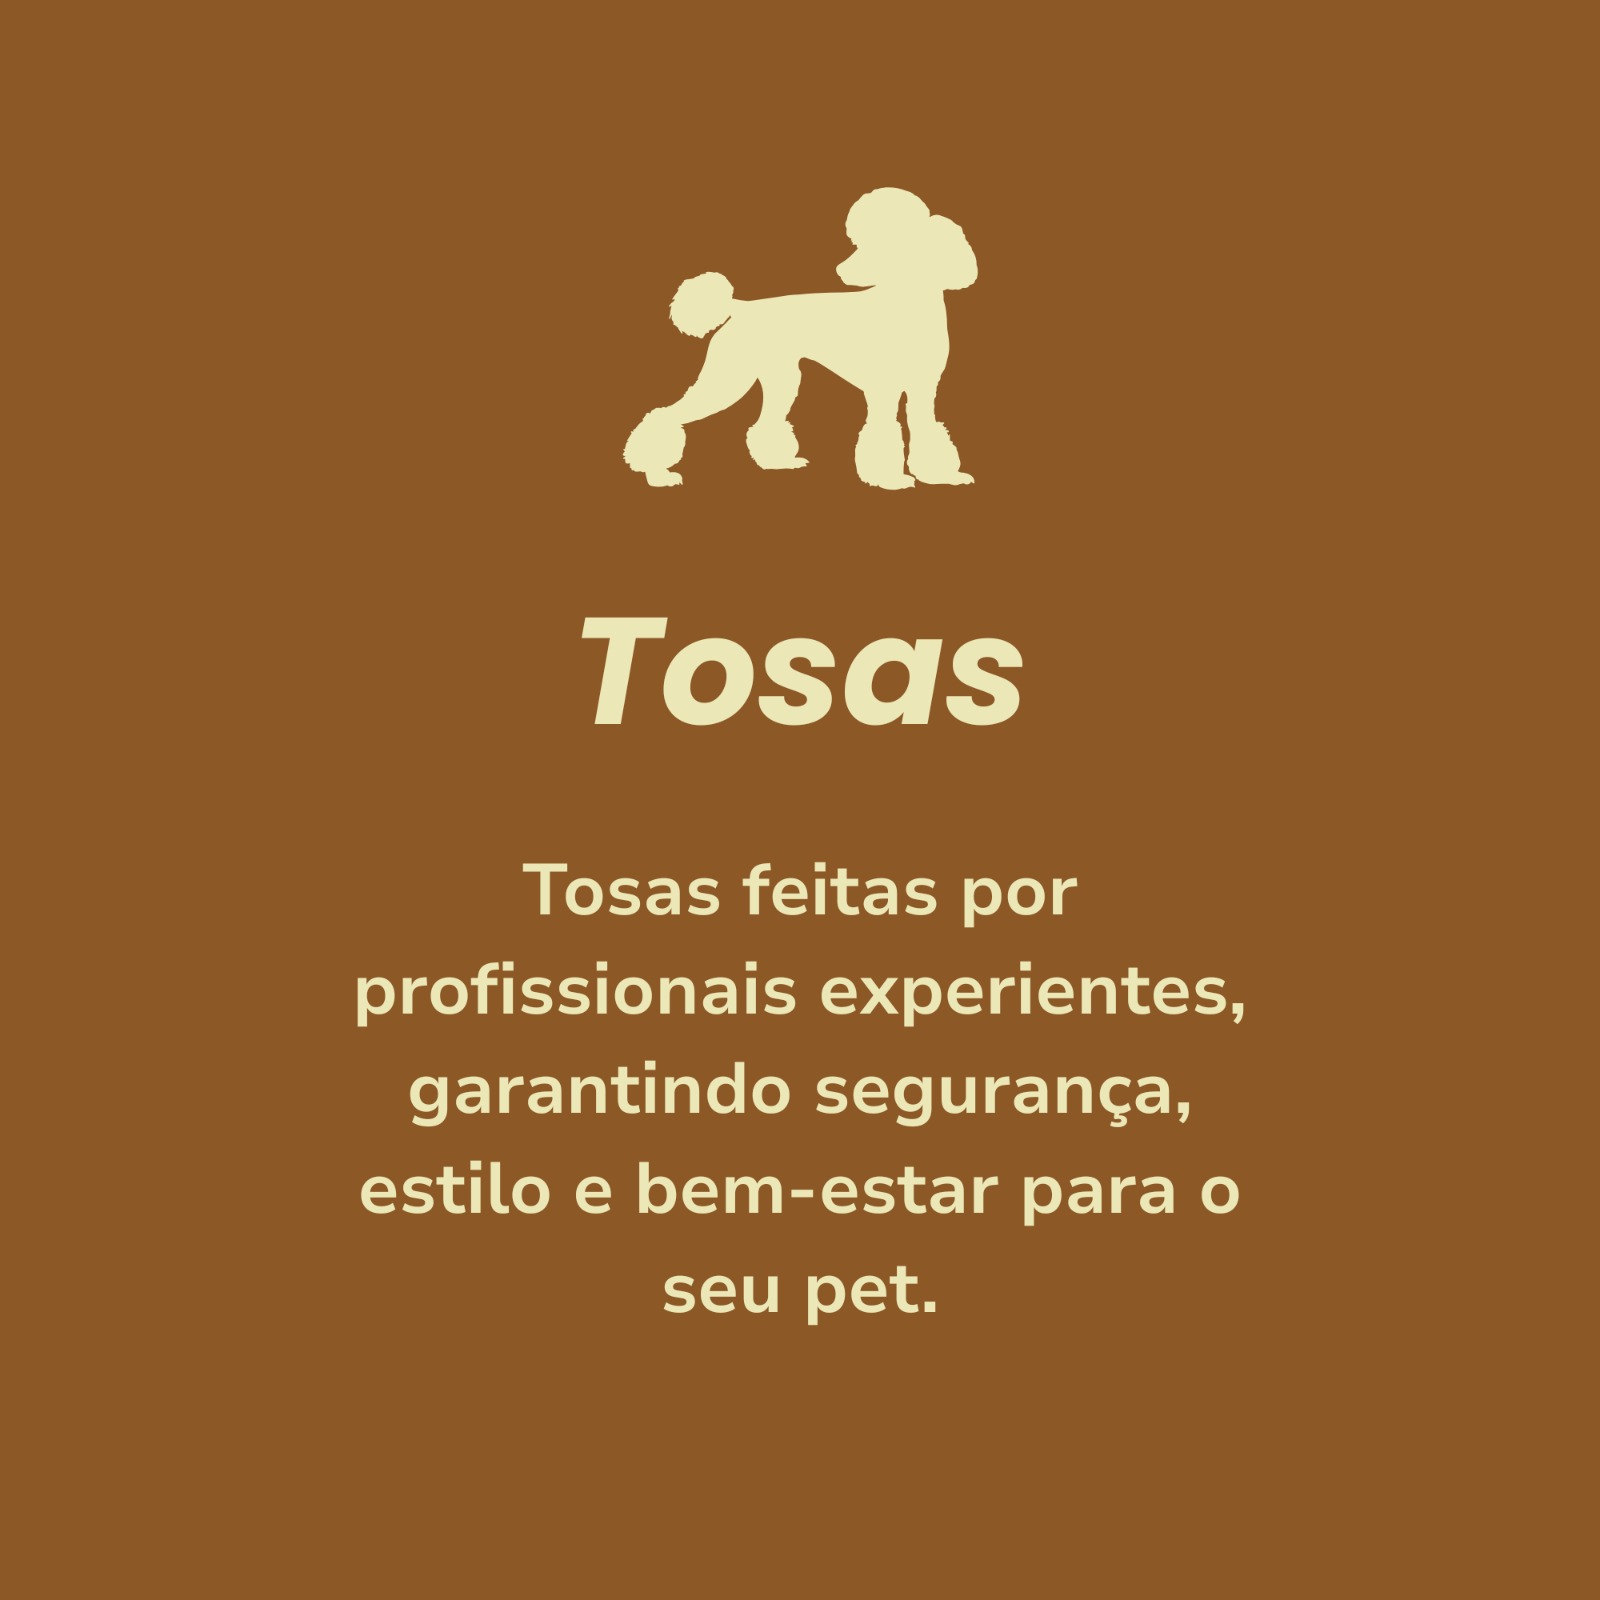 Tosas
Tosas feitas por
profissionais experientes,
garantindo segurança,
estilo e bem-estar para o
seu pet.